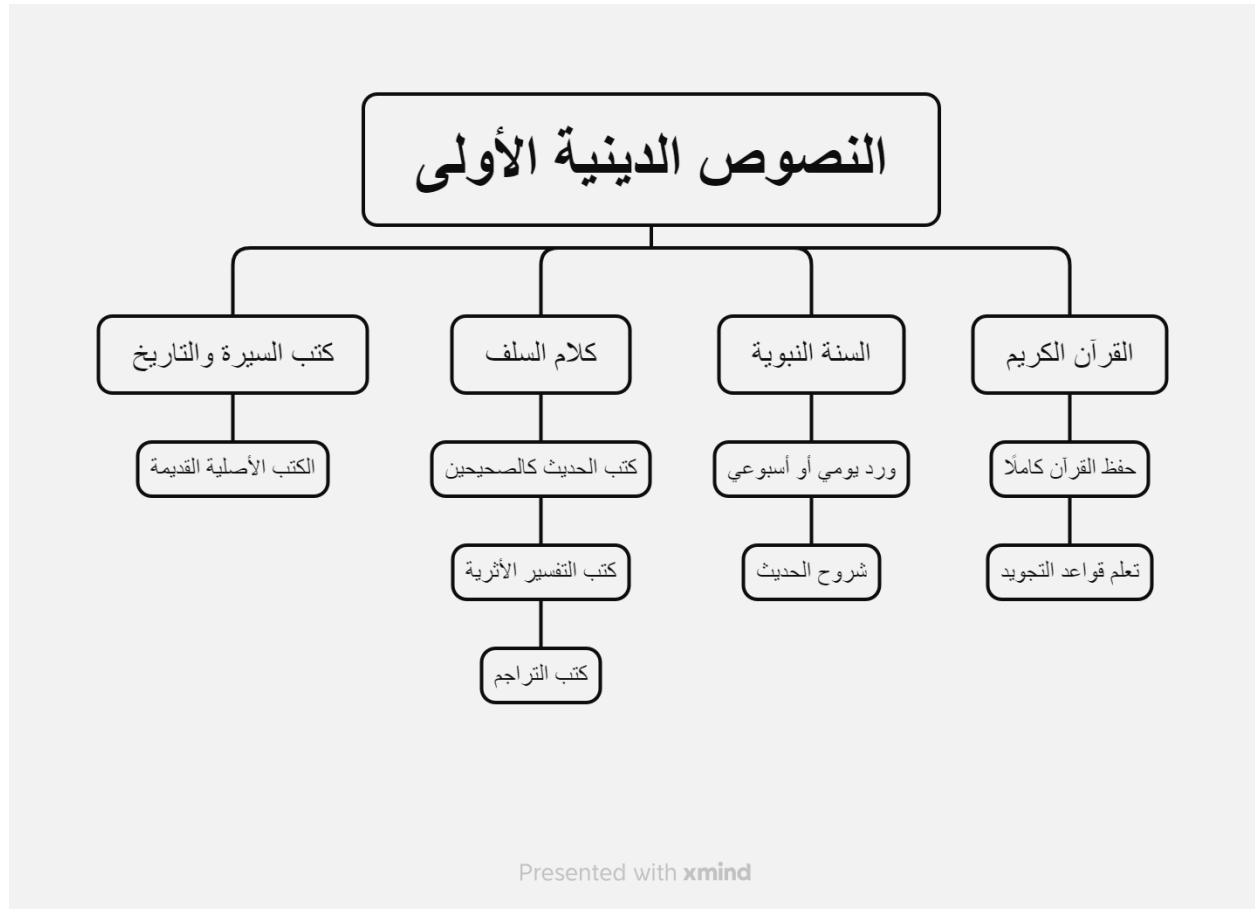 النصوص الدينية الأولى
القرآن الكريم
حفظ القرآن كاملًا
تعلم قواعد التجويد
السنة النبوية
ورد يومي أو أسبوعي
شروح الحديث
كلام السلف
كتب الحديث كالصحيحين
كتب التفسير الأثرية
كتب التراجم
كتب السيرة والتاريخ
الكتب الأصلية القديمة
Presented with xmind